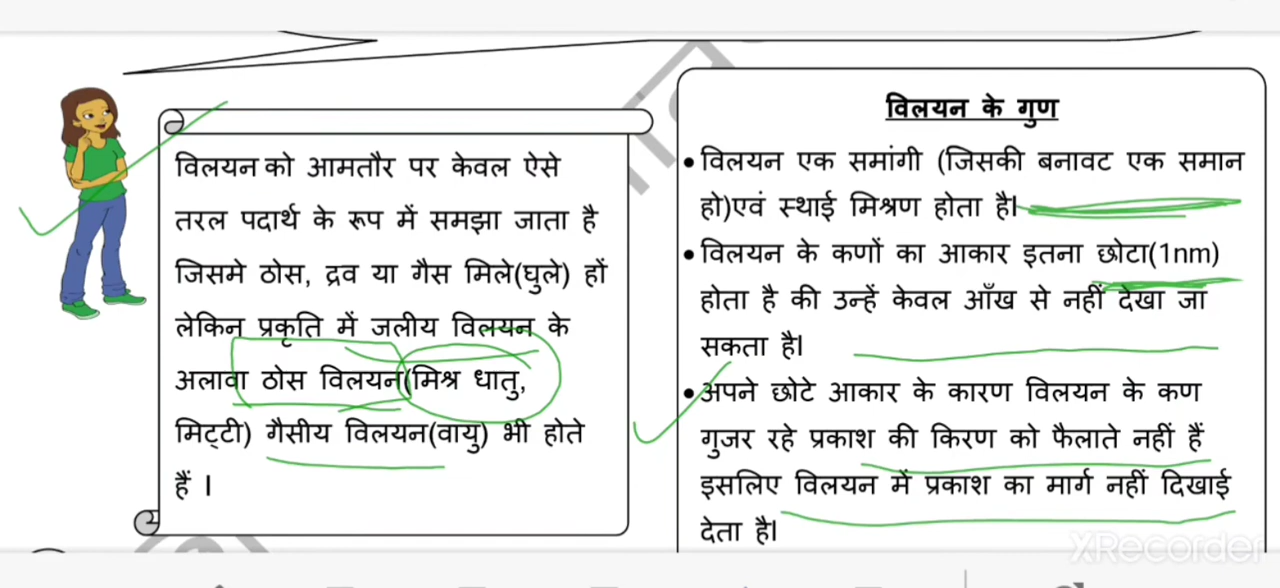 विलयन को आमतौर पर केवल ऐसे
तरल पदार्थ के रूप में समझा जाता है
जिसमे ठोस, द्रव या गैस मिले(घुले) हों
लेकिन प्रकृति में जलीय विलयन के
अलावा ठोस विलयन(मिश्र धातु,
मिट्टी) गैसीय विलयन(वायु) भी होते
हैं ।
विलयन के गुण
• विलयन एक समांगी (जिसकी बनावट एक समान
हो)एवं स्थाई मिश्रण होता है।
• विलयन के कणों का आकार इतना छोटा(1nm)
होता है की उन्हें केवल आँख से नहीं देखा जा
सकता है।
• अपने छोटे आकार के कारण विलयन के कण
गुजर रहे प्रकाश की किरण को फैलाते नहीं हैं
इसलिए विलयन में प्रकाश का मार्ग नहीं दिखाई
देता है।
XRecorder